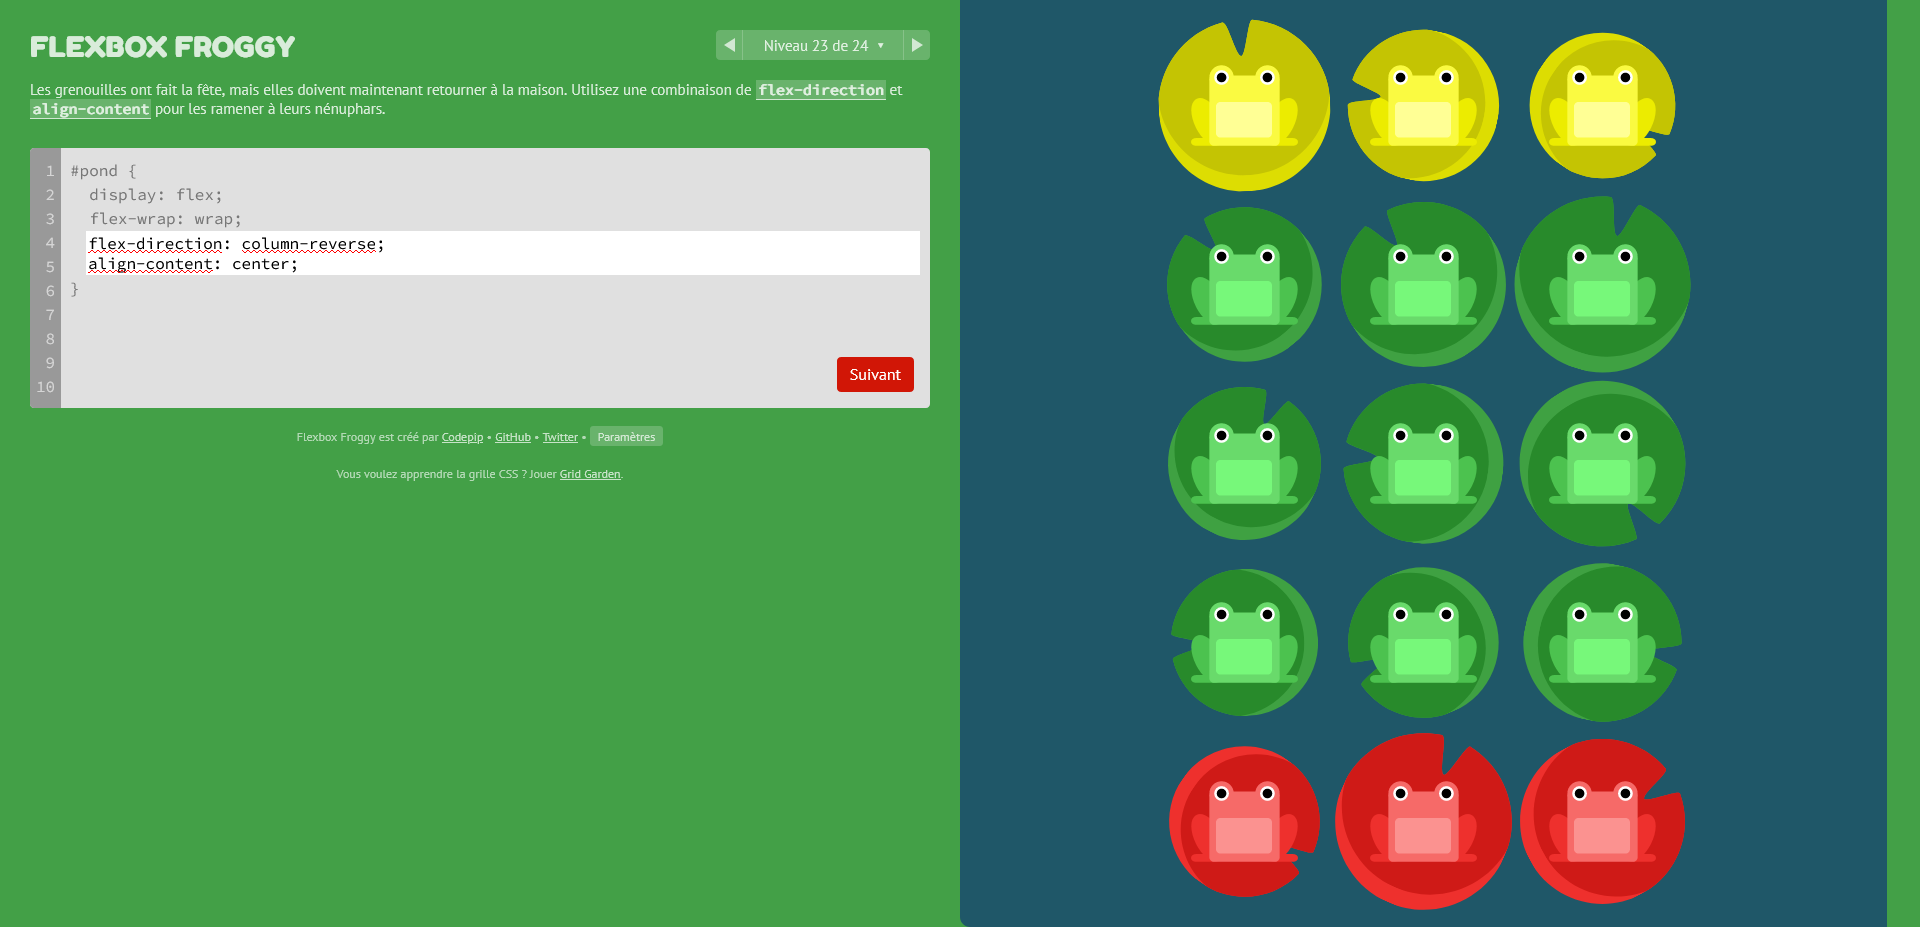 FLEXBOX FROGGY
Niveau 23 de 24 ▾
Les grenouilles ont fait la fête, mais elles doivent maintenant retourner à la maison. Utilisez une combinaison de flex-direction et
align-content pour les ramener à leurs nénuphars.
1 #pond {
2 display: flex;
3 flex-wrap: wrap;
4 flex-direction: column-reverse;
5 align-content: center;
6 }
7
8
9
10
Suivant
Flexbox Froggy est créé par Codepip • GitHub • Twitter • Paramètres
Vous voulez apprendre la grille CSS ? Jouer Grid Garden.